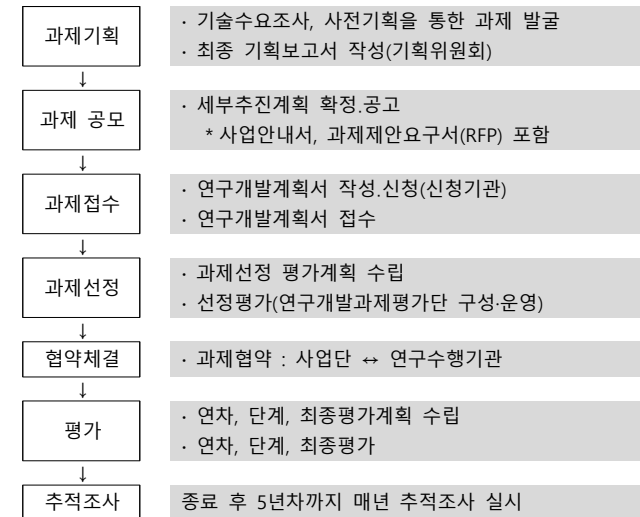 과제기획
· 기술수요조사, 사전기획을 통한 과제 발굴
· 최종 기획보고서 작성(기획위원회)
↓
과제 공모
· 세부추진계획 확정.공고
* 사업안내서, 과제제안요구서(RFP) 포함
↓
과제접수
· 연구개발계획서 작성.신청(신청기관)
· 연구개발계획서 접수
↓
과제선정
· 과제선정 평가계획 수립
· 선정평가(연구개발과제평가단 구성·운영)
↓
협약체결
· 과제협약 : 사업단 ↔ 연구수행기관
↓
평가
· 연차, 단계, 최종평가계획 수립
· 연차, 단계, 최종평가
↓
추적조사
종료 후 5년차까지 매년 추적조사 실시